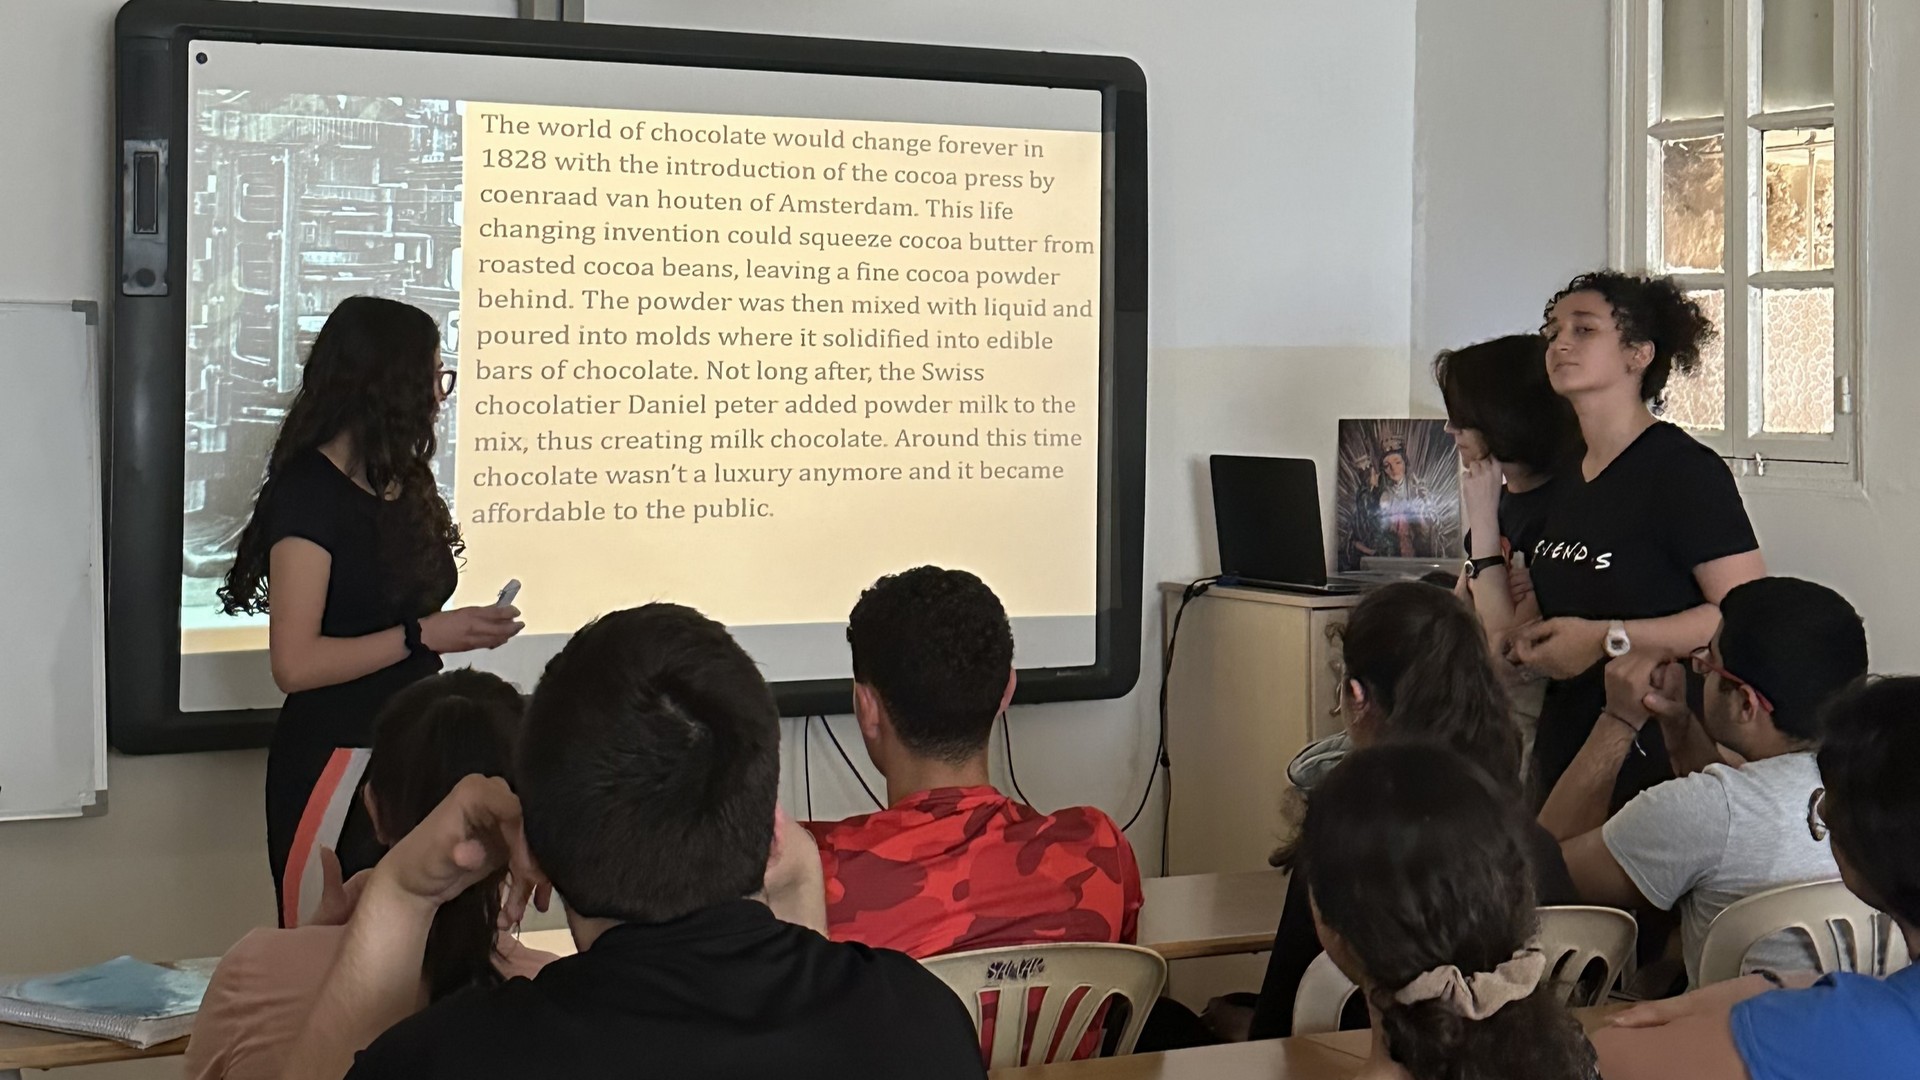 The world of chocolate would change forever in
1828 with the introduction of the cocoa press by
coenraad van houten of Amsterdam. This life
changing invention could squeeze cocoa butter from
roasted cocoa beans, leaving a fine cocoa powder
behind. The powder was then mixed with liquid and
poured into molds where it solidified into edible
bars of chocolate. Not long after, the Swiss
chocolatier Daniel peter added powder milk to the
mix, thus creating milk chocolate. Around this time
chocolate wasn't a luxury anymore and it became
affordable to the public.